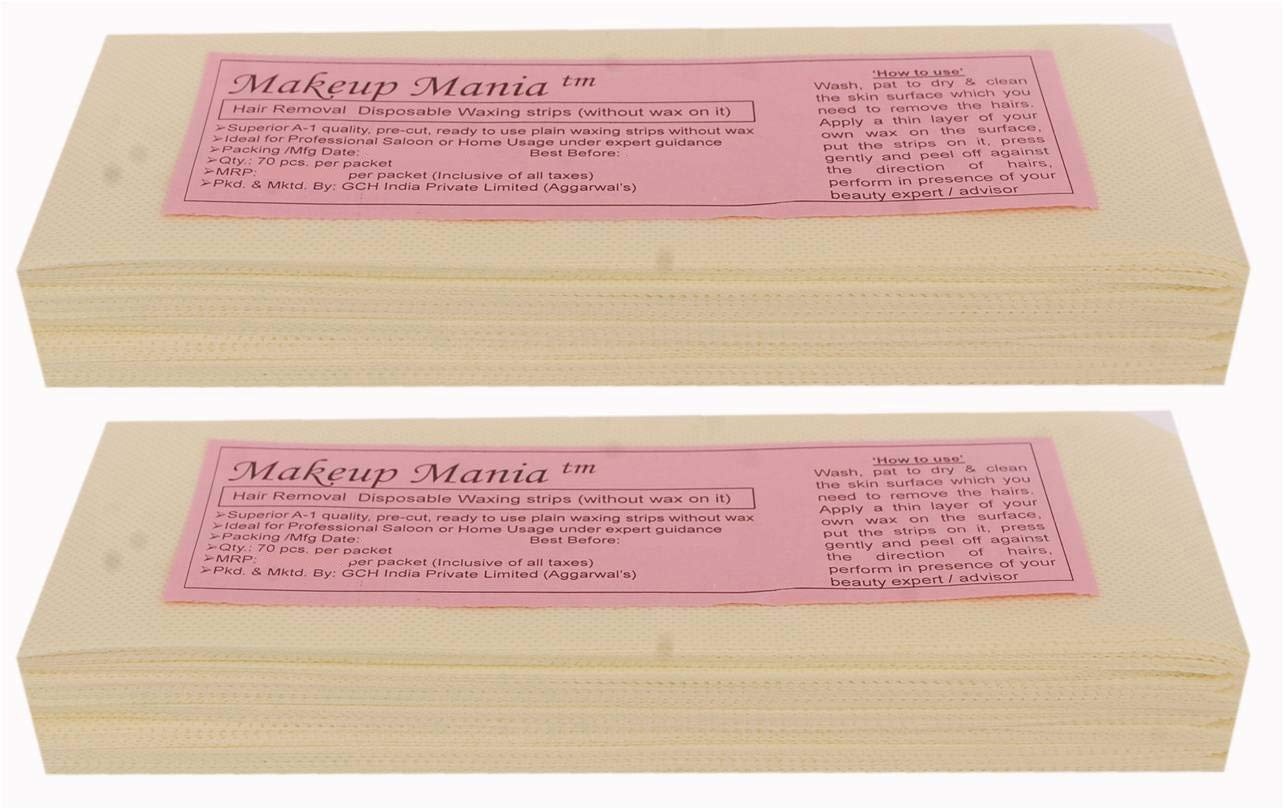 Makeup Mania tm
Hair Removal Disposable Waxing strips (without wax on it)
➢Superior A-1 quality, pre-cut, ready to use plain waxing strips without wax
➢Ideal for Professional Saloon or Home Usage under expert guidance
➢Packing /Mfg Date: Best Before:
➢Qty.: 70 pcs. per packet
➢MRP: per packet (Inclusive of all taxes)
➢Pkd. & Mktd. By: GCH India Private Limited (Aggarwal's)
'How to use'
Wash, pat to dry & clean
the skin surface which you
need to remove the hairs.
Apply a thin layer of your
own wax on the surface,
put the strips on it, press
gently and peel off against
the direction of hairs,
perform in presence of your
beauty expert / advisor
Makeup Mania tm
Hair Removal Disposable Waxing strips (without wax on it)
➢Superior A-1 quality, pre-cut, ready to use plain waxing strips without wax
➢Ideal for Professional Saloon or Home Usage under expert guidance
➢Packing /Mfg Date: Best Before:
➢Qty.: 70 pcs. per packet
➢MRP: per packet (Inclusive of all taxes)
➢Pkd. & Mktd. By: GCH India Private Limited (Aggarwal's)
'How to use'
Wash, pat to dry & clean
the skin surface which you
need to remove the hairs.
Apply a thin layer of your
own wax on the surface,
put the strips on it, press
gently and peel off against
the direction of hairs,
perform in presence of your
beauty expert / advisor